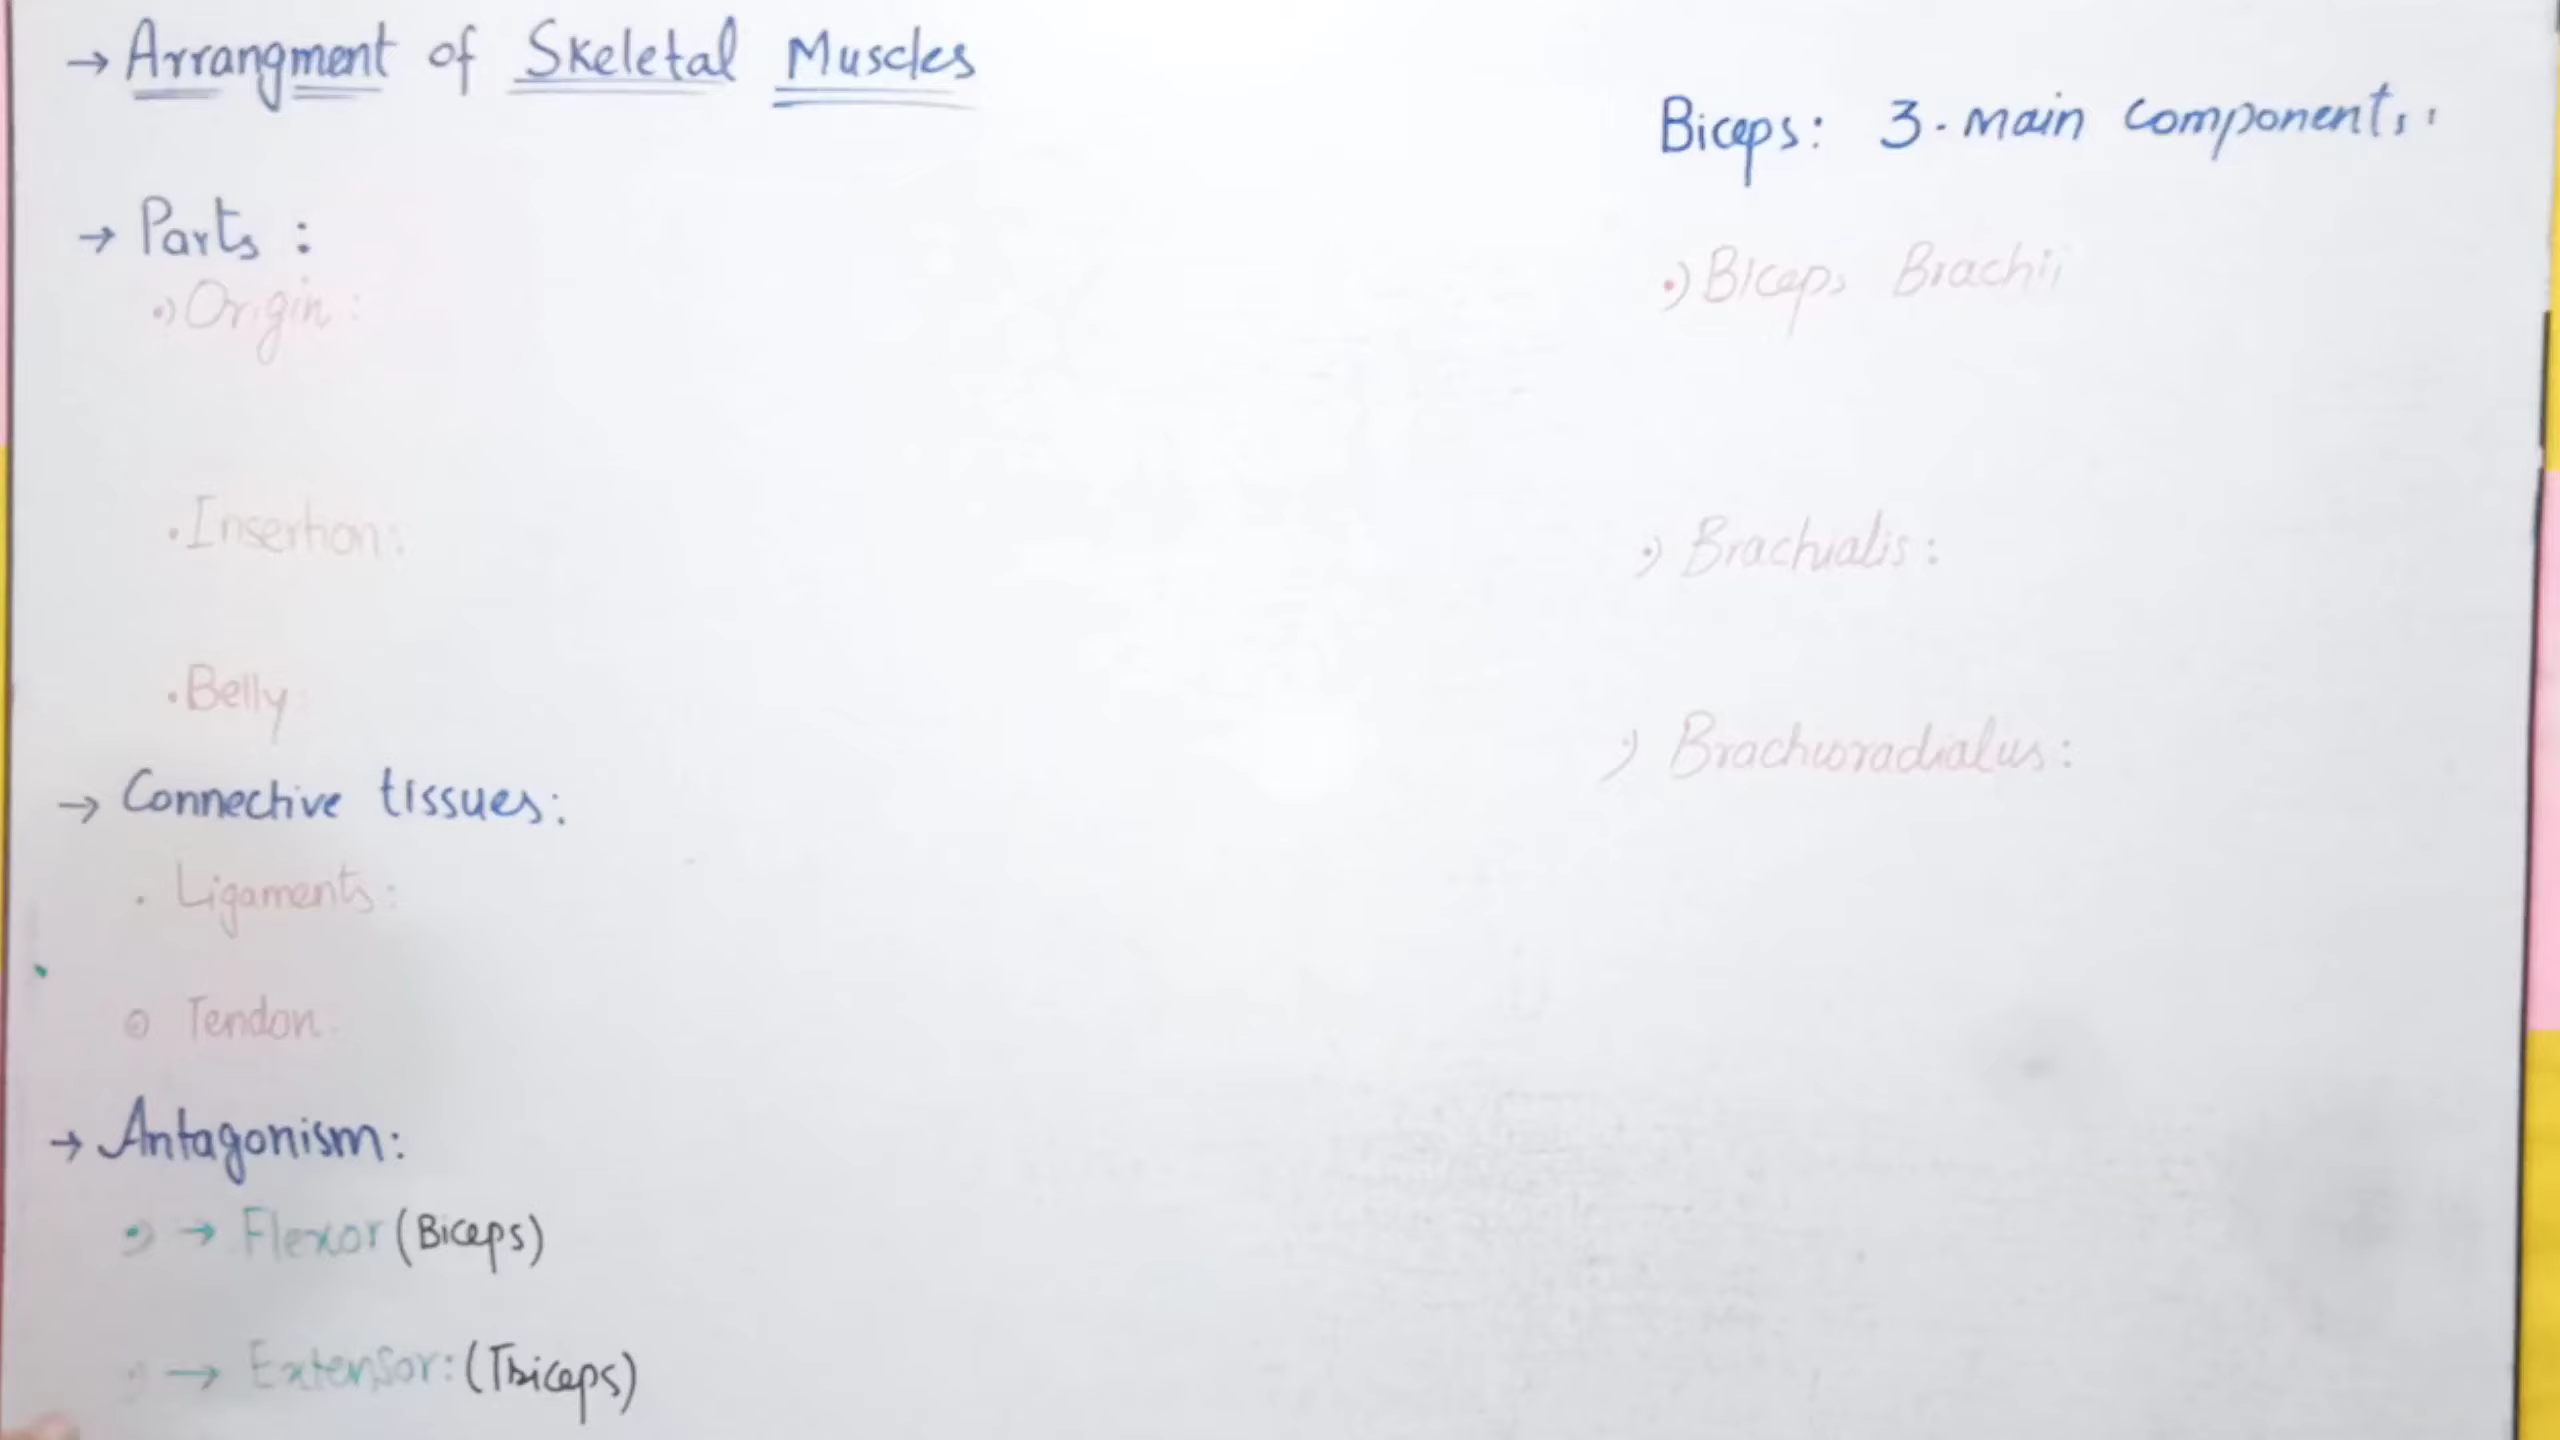 → Arrangment of Skeletal Muscles
→ Parts :
•) Origin :
• Insertion :
• Belly
→ Connective tissues :
• Ligaments :
⊙ Tendon
→ Antagonism :
•) → Flexor (Biceps)
→ Extensor : (Triceps)
Biceps : 3 - main components :
•) Biceps Brachii
•) Brachialis :
•) Brachioradialus :